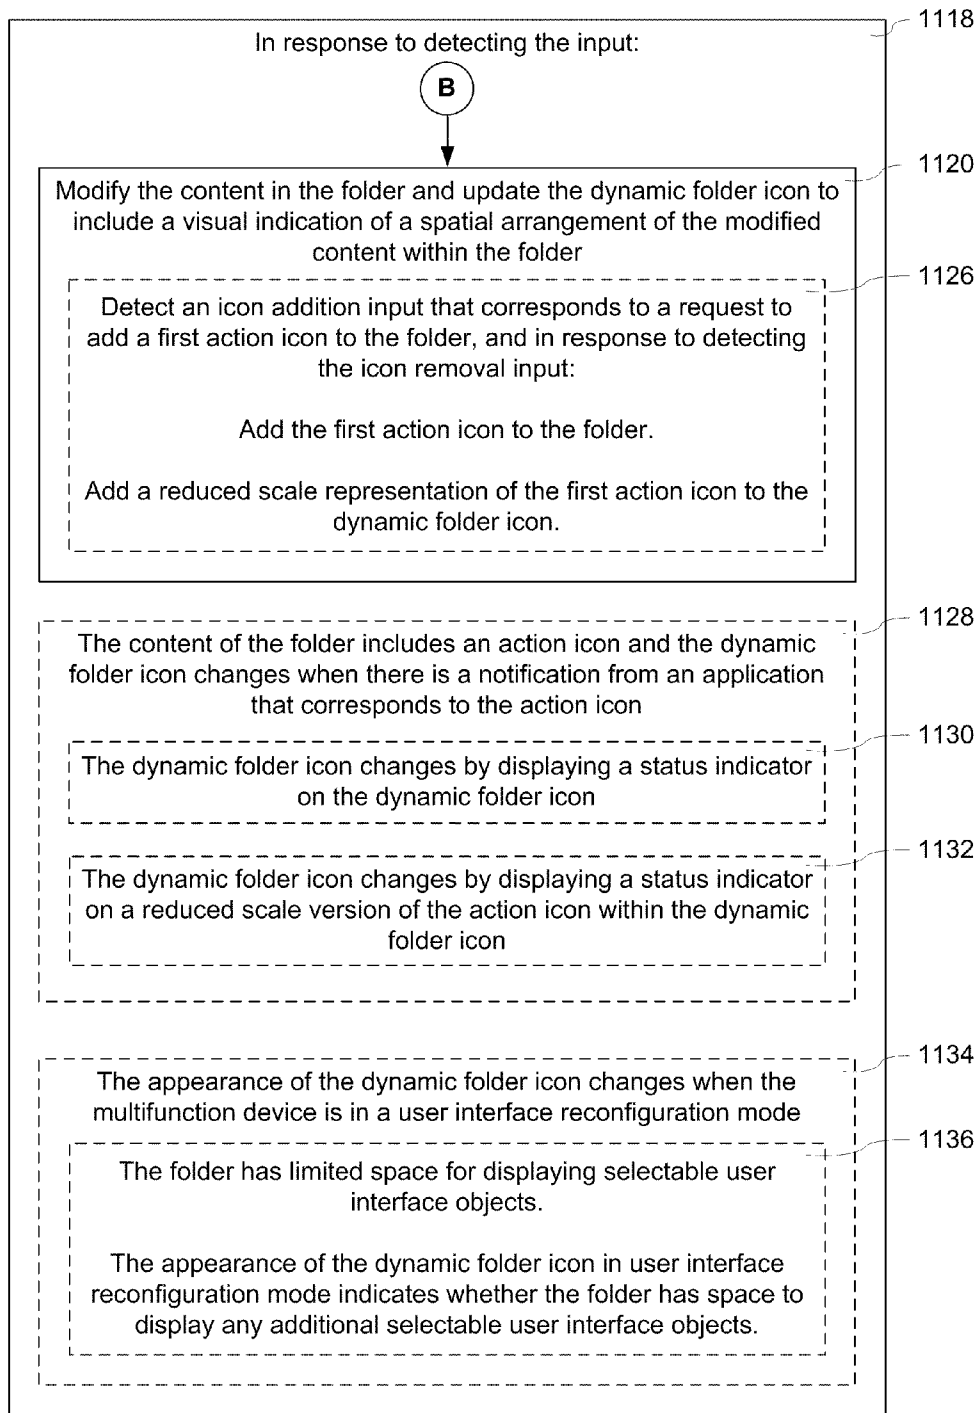 1118
In response to detecting the input:
B
1120
Modify the content in the folder and update the dynamic folder icon to
include a visual indication of a spatial arrangement of the modified
content within the folder
1126
Detect an icon addition input that corresponds to a request to
add a first action icon to the folder, and in response to detecting
the icon removal input:
Add the first action icon to the folder.
Add a reduced scale representation of the first action icon to the
dynamic folder icon.
1128
The content of the folder includes an action icon and the dynamic
folder icon changes when there is a notification from an application
that corresponds to the action icon
1130
The dynamic folder icon changes by displaying a status indicator
on the dynamic folder icon
1132
The dynamic folder icon changes by displaying a status indicator
on a reduced scale version of the action icon within the dynamic
folder icon
1134
The appearance of the dynamic folder icon changes when the
multifunction device is in a user interface reconfiguration mode
1136
The folder has limited space for displaying selectable user
interface objects.
The appearance of the dynamic folder icon in user interface
reconfiguration mode indicates whether the folder has space to
display any additional selectable user interface objects.